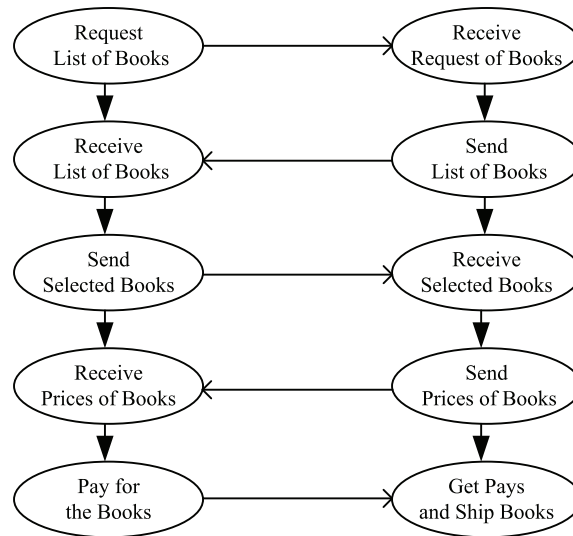 Request
List of Books
Receive
Request of Books
Receive
List of Books
Send
List of Books
Send
Selected Books
Receive
Selected Books
Receive
Prices of Books
Send
Prices of Books
Pay for
the Books
Get Pays
and Ship Books